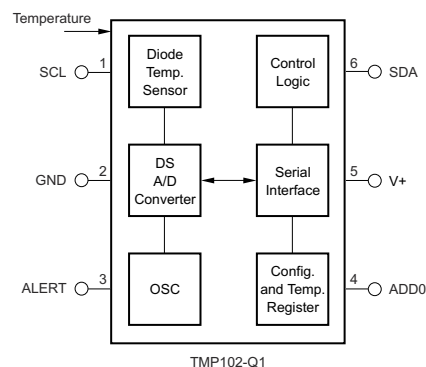 Temperature
SCL
1
Diode
Temp.
Sensor
Control
Logic
6
SDA
GND
2
DS
A/D
Converter
Serial
Interface
5
V+
ALERT
3
OSC
Config.
and Temp.
Register
4
ADD0
TMP102-Q1